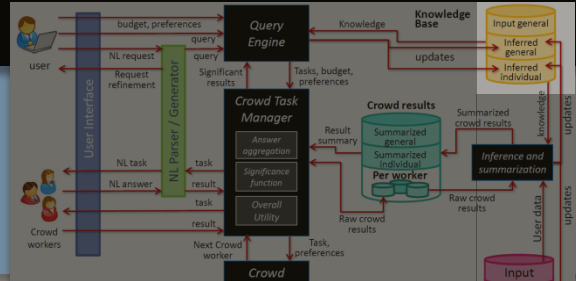 budget, preferences
Query
Engine
Knowledge
Knowledge
Base
Input general
Inferred
general
Inferred
individual
user
NL request
query
query
updates
Request
refinement
Significant
results
Tasks, budget,
preferences
User Interface
NL Parser / Generator
Crowd Task
Manager
Answer
aggregation
Significance
function
Overall
Utility
Result
summary
Crowd results
Summarized
general
Summarized
individual
Per worker
Summarized
crowd results
knowledge
updates
Inference and
summarization
NL task
task
NL answer
result
task
result
Raw crowd
results
Raw crowd
results
User data
updates
Crowd
workers
Next Crowd
worker
Task,
preferences
Crowd
Input